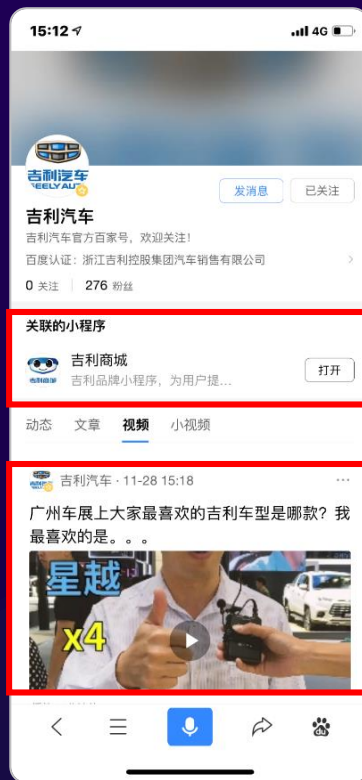 15:12
4G
吉利汽车
GEELY AUTO
发消息
已关注
吉利汽车
吉利汽车官方百家号，欢迎关注！
百度认证：浙江吉利控股集团汽车销售有限公司
0 关注 276 粉丝
关联的小程序
吉利商城
吉利商城
吉利品牌小程序，为用户提...
打开
动态 文章 视频 小视频
吉利汽车 · 11-28 15:18
广州车展上大家最喜欢的吉利车型是哪款？我
最喜欢的是。。。
星越
x4
du